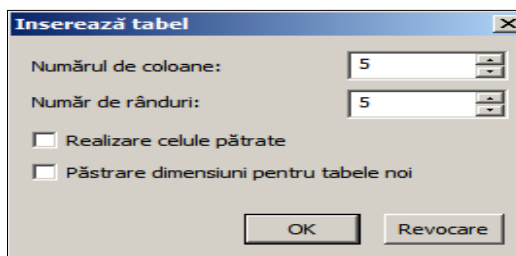 Inserează tabel
Numărul de coloane: 5
Număr de rânduri: 5
Realizare celule pătrate
Păstrare dimensiuni pentru tabele noi
OK Revocare